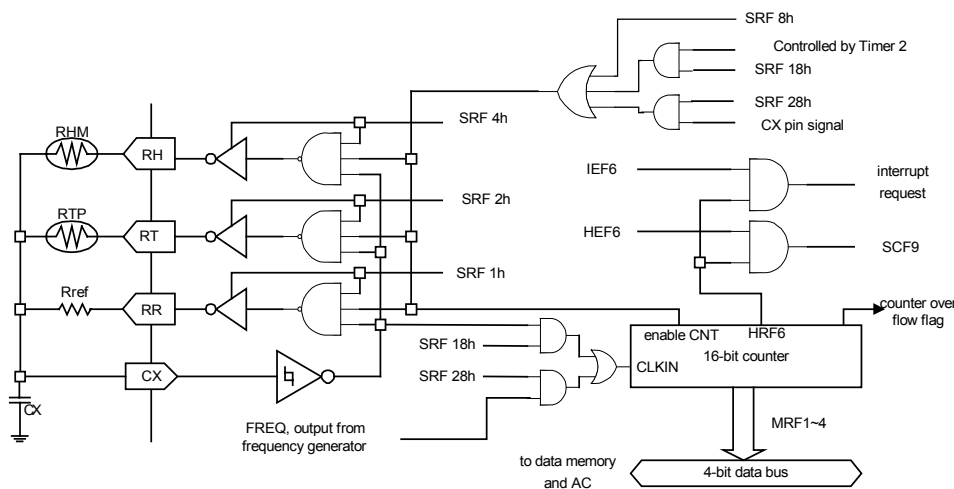 SRF 8h
Controlled by Timer 2
SRF 18h
SRF 28h
CX pin signal
SRF 4h
RHM
RH
IEF6
interrupt
request
SRF 2h
RTP
RT
HEF6
SCF9
SRF 1h
Rref
RR
counter over
flow flag
enable CNT
HRF6
16-bit counter
SRF 18h
CLKIN
CX
SRF 28h
CX
FREQ, output from
frequency generator
MRF1~4
to data memory
and AC
4-bit data bus